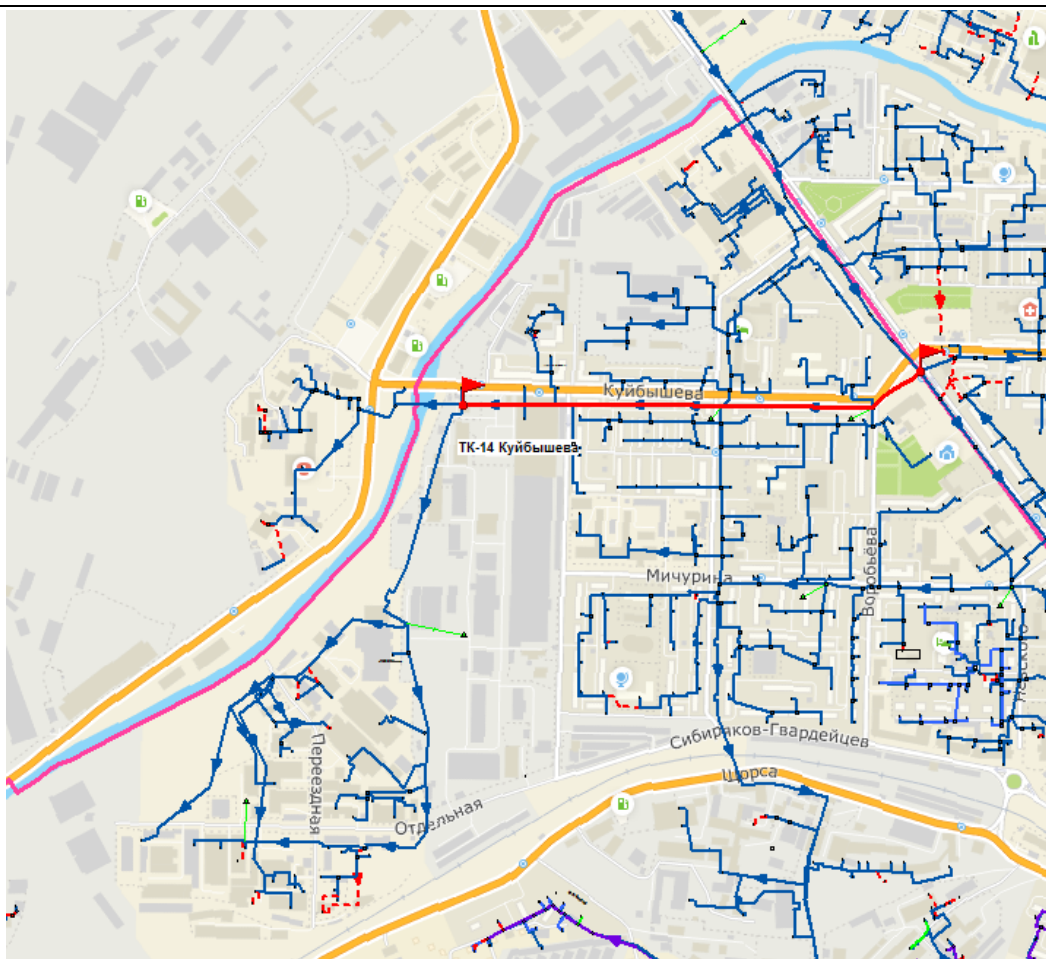 Куйбышева
ТК-14 Куйбышева
Мичурина
Воробьёва
Сибиряков-Гвардейцев
Щорса
Переездная
Отдельная